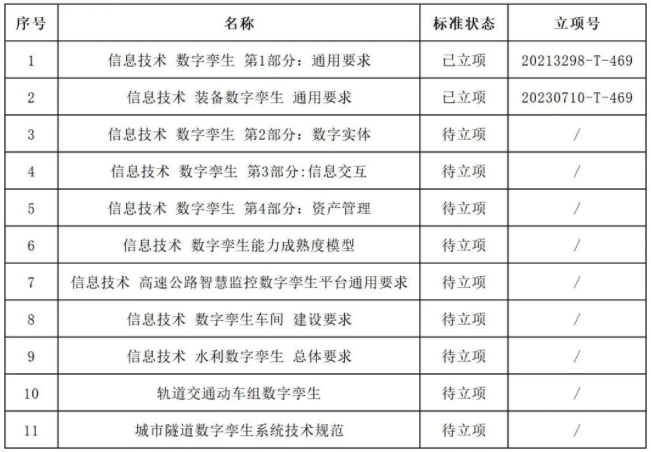 序号 名称 标准状态 立项号
1 信息技术 数字孪生 第1部分：通用要求 已立项 20213298-T-469
2 信息技术 装备数字孪生 通用要求 已立项 20230710-T-469
3 信息技术 数字孪生 第2部分：数字实体 待立项 /
4 信息技术 数字孪生 第3部分:信息交互 待立项 /
5 信息技术 数字孪生 第4部分：资产管理 待立项 /
6 信息技术 数字孪生能力成熟度模型 待立项 /
7 信息技术 高速公路智慧监控数字孪生平台通用要求 待立项 /
8 信息技术 数字孪生车间 建设要求 待立项 /
9 信息技术 水利数字孪生 总体要求 待立项 /
10 轨道交通动车组数字孪生 待立项 /
11 城市隧道数字孪生系统技术规范 待立项 /